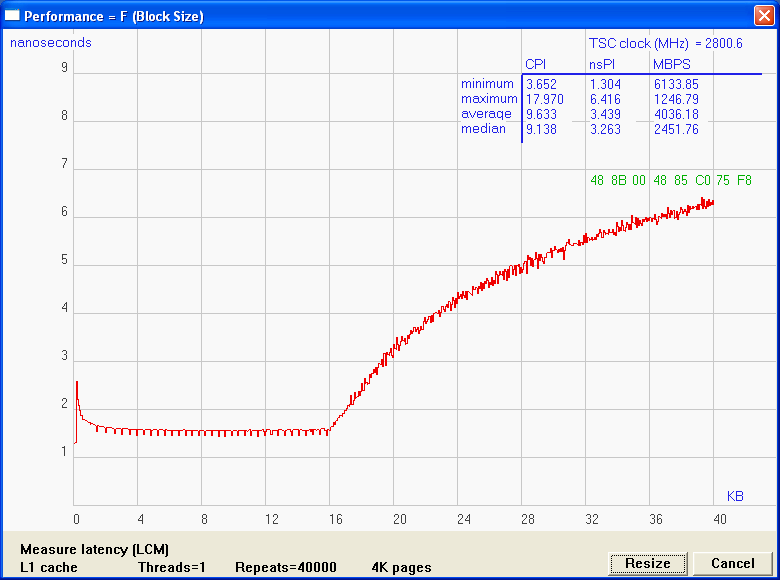 Performance = F (Block Size)
nanoseconds
TSC clock (MHz) = 2800.6
CPI nsPI MBPS
minimum 3.652 1.304 6133.85
maximum 17.970 6.416 1246.79
average 9.633 3.439 4036.18
median 9.138 3.263 2451.76
48 8B 00 48 85 C0 75 F8
9
8
7
6
5
4
3
2
1
KB
0 4 8 12 16 20 24 28 32 36 40
Measure latency (LCM)
L1 cache Threads=1 Repeats=40000 4K pages
Resize Cancel